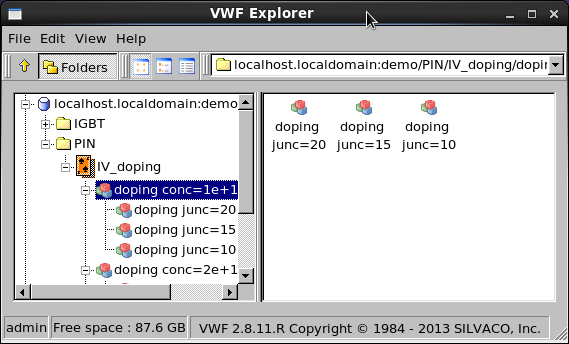 VWF Explorer
File Edit View Help
Folders
localhost.localdomain:demo/PIN/IV_doping/dopin
localhost.localdomain:demo
IGBT
PIN
IV_doping
doping conc=1e+1
doping junc=20
doping junc=15
doping junc=10
doping conc=2e+1
doping doping doping
junc=20 junc=15 junc=10
admin Free space : 87.6 GB VWF 2.8.11.R Copyright © 1984 - 2013 SILVACO, Inc.